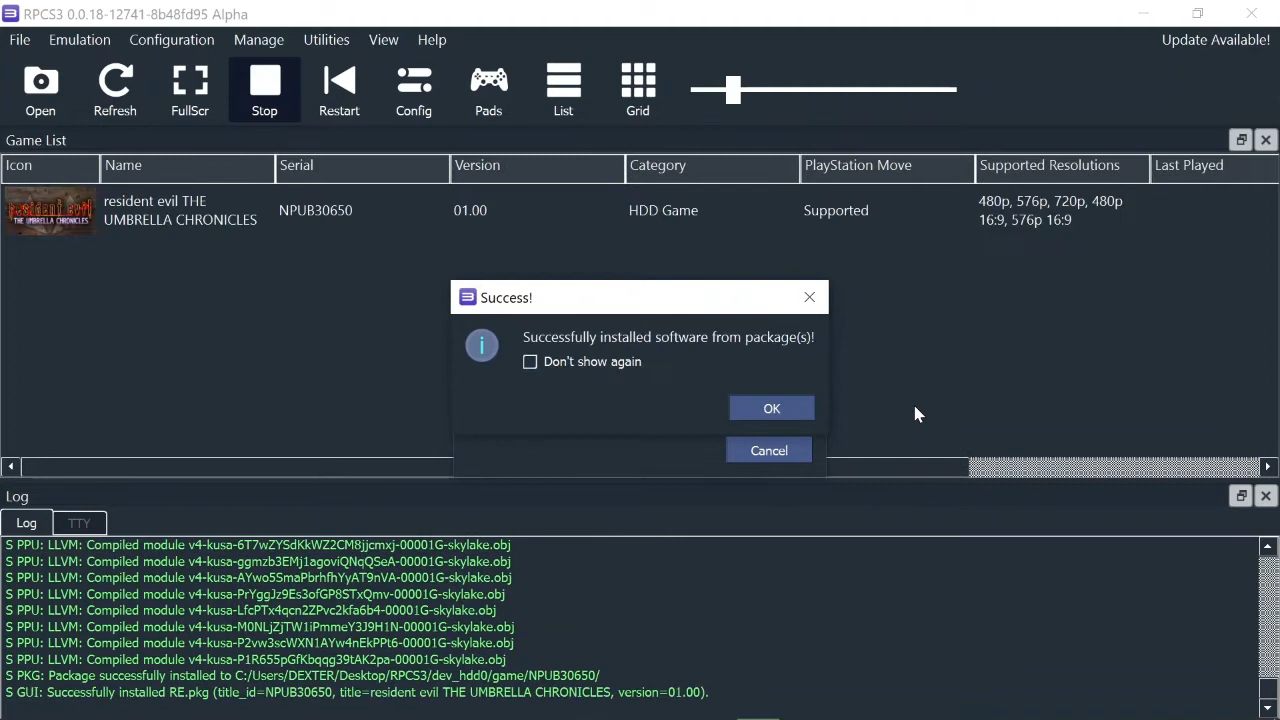 RPCS3 0.0.18-12741-8b48fd95 Alpha
File Emulation Configuration Manage Utilities View Help Update Available!
Open Refresh FullScr Stop Restart Config Pads List Grid
Game List
Icon Name Serial Version Category PlayStation Move Supported Resolutions Last Played
resident evil
THE UMBRELLA CHRONICLES
resident evil THE
UMBRELLA CHRONICLES
NPUB30650
01.00
HDD Game
Supported
480p, 576p, 720p, 480p
16:9, 576p 16:9
Success!
Successfully installed software from package(s)!
Don't show again
OK
Cancel
Log
Log TTY
S PPU: LLVM: Compiled module v4-kusa-6T7wZYSdKkWZ2CM8jjcmxj-00001G-skylake.obj
S PPU: LLVM: Compiled module v4-kusa-ggmzb3EMj1agoviQNqQSeA-00001G-skylake.obj
S PPU: LLVM: Compiled module v4-kusa-AYwo5SmaPbrhfhYyAT9nVA-00001G-skylake.obj
S PPU: LLVM: Compiled module v4-kusa-PrYggJz9Es3ofGP8STxQmv-00001G-skylake.obj
S PPU: LLVM: Compiled module v4-kusa-LfcPTx4qcn2ZPvc2kfa6b4-00001G-skylake.obj
S PPU: LLVM: Compiled module v4-kusa-M0NLjZjTW1iPmmeY3J9H1N-00001G-skylake.obj
S PPU: LLVM: Compiled module v4-kusa-P2vw3scWXN1AYw4nEkPPt6-00001G-skylake.obj
S PPU: LLVM: Compiled module v4-kusa-P1R655pGfKbqqg39tAK2pa-00001G-skylake.obj
S PKG: Package successfully installed to C:/Users/DEXTER/Desktop/RPCS3/dev_hdd0/game/NPUB30650/
S GUI: Successfully installed RE.pkg (title_id=NPUB30650, title=resident evil THE UMBRELLA CHRONICLES, version=01.00).